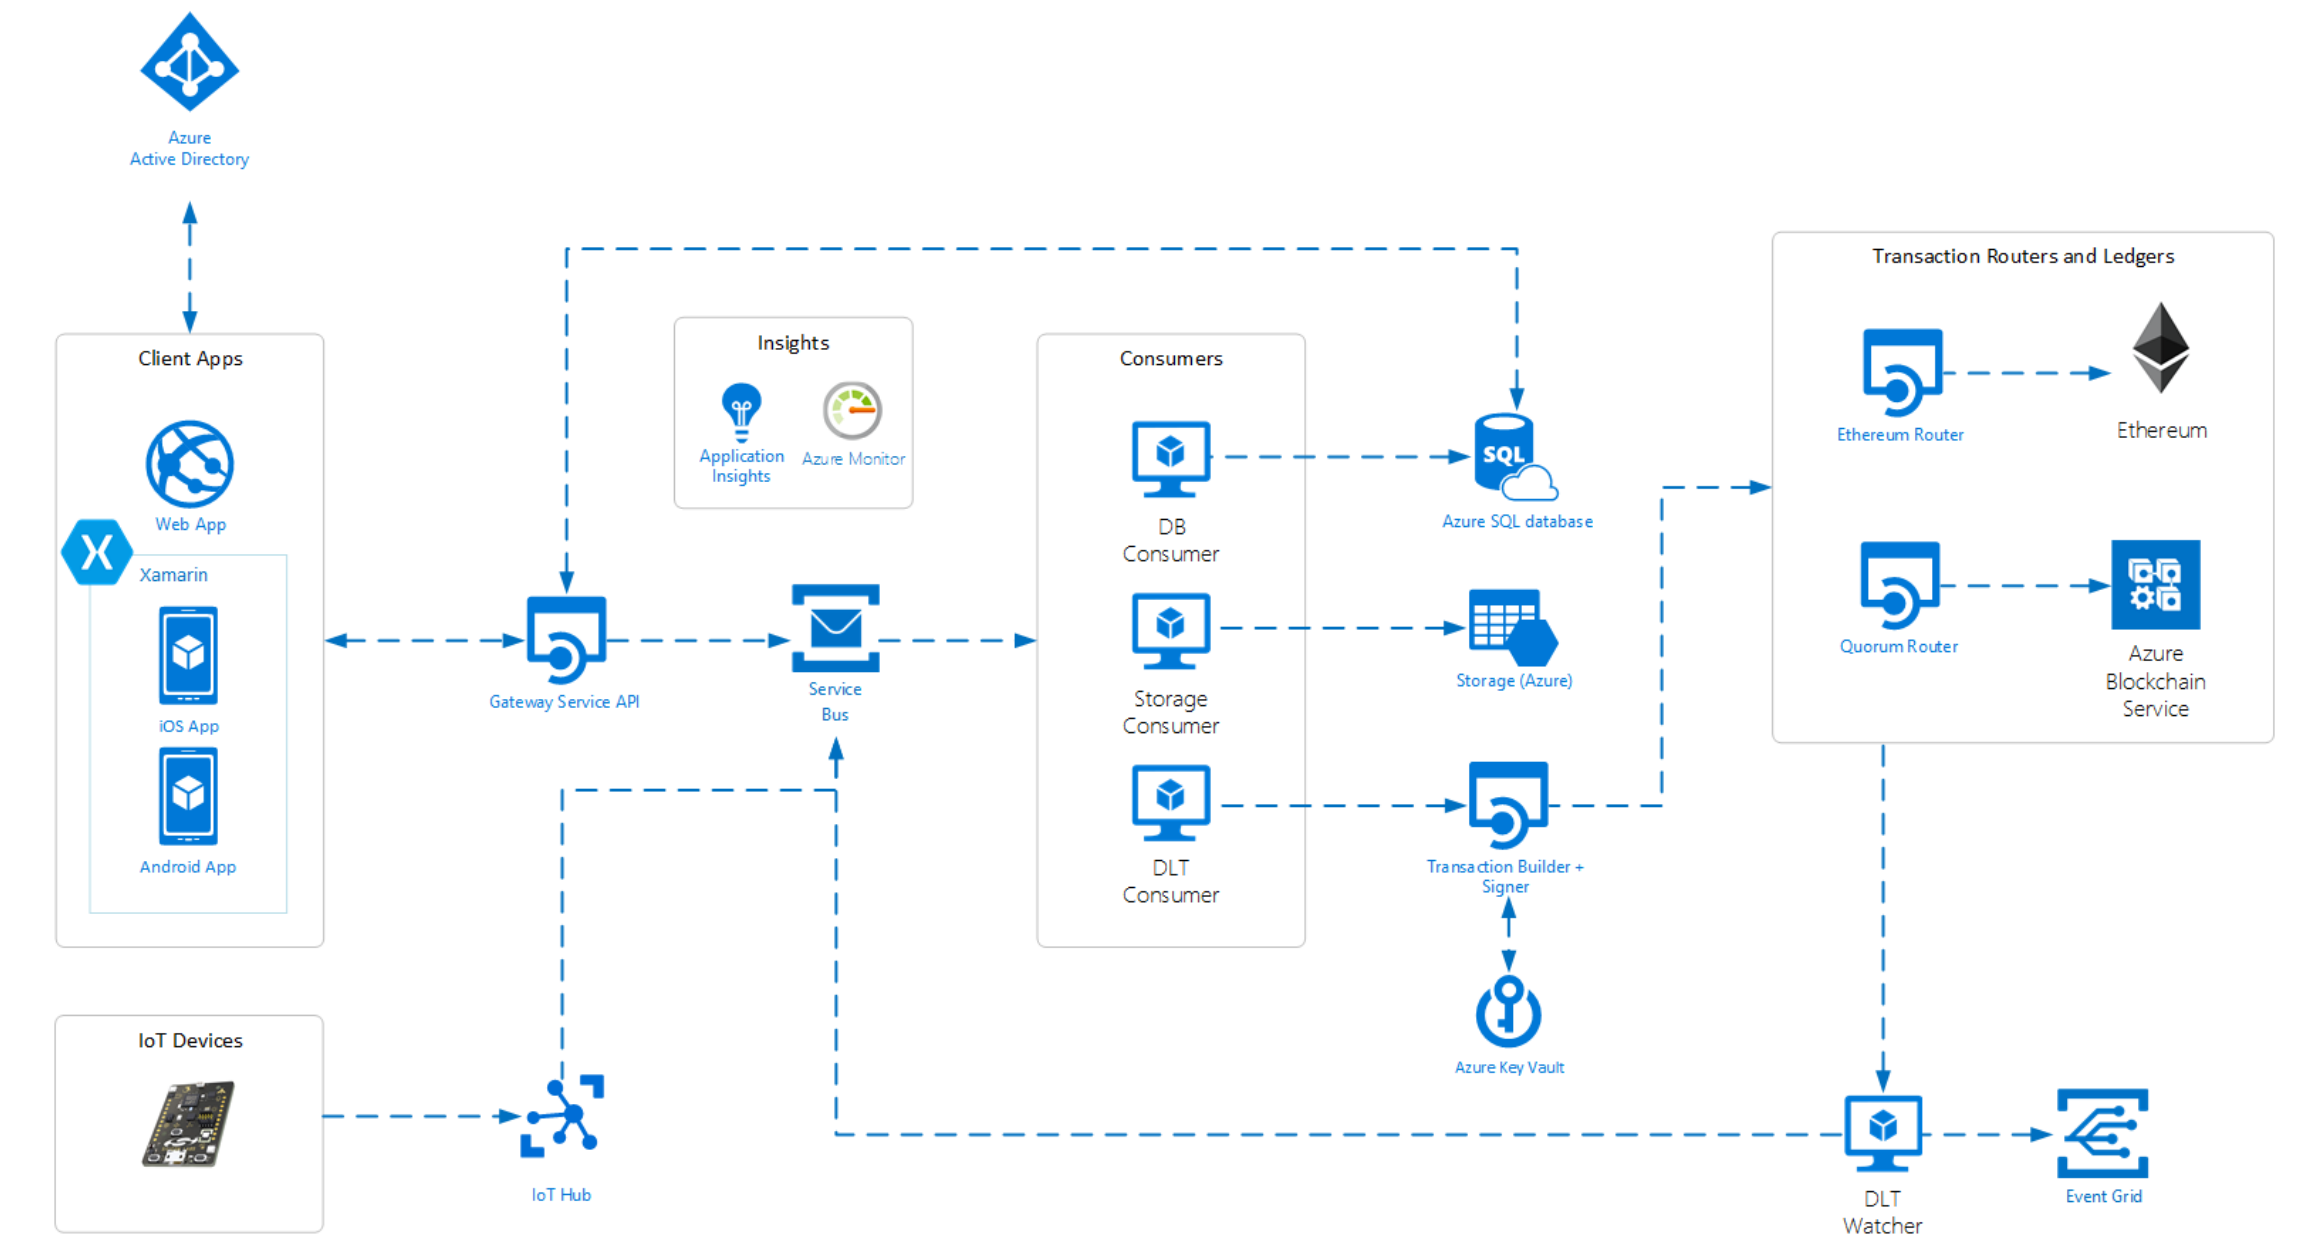 Azure
Active Directory
Client Apps
Web App
X
Xamarin
iOS App
Android App
IoT Devices
IoT Hub
Gateway Service API
Insights
Application
Insights
Azure Monitor
Service
Bus
Consumers
DB
Consumer
Storage
Consumer
DLT
Consumer
SQL
Azure SQL database
Storage (Azure)
Transaction Builder +
Signer
Azure Key Vault
Transaction Routers and Ledgers
Ethereum Router
Ethereum
Quorum Router
Azure
Blockchain
Service
DLT
Watcher
Event Grid